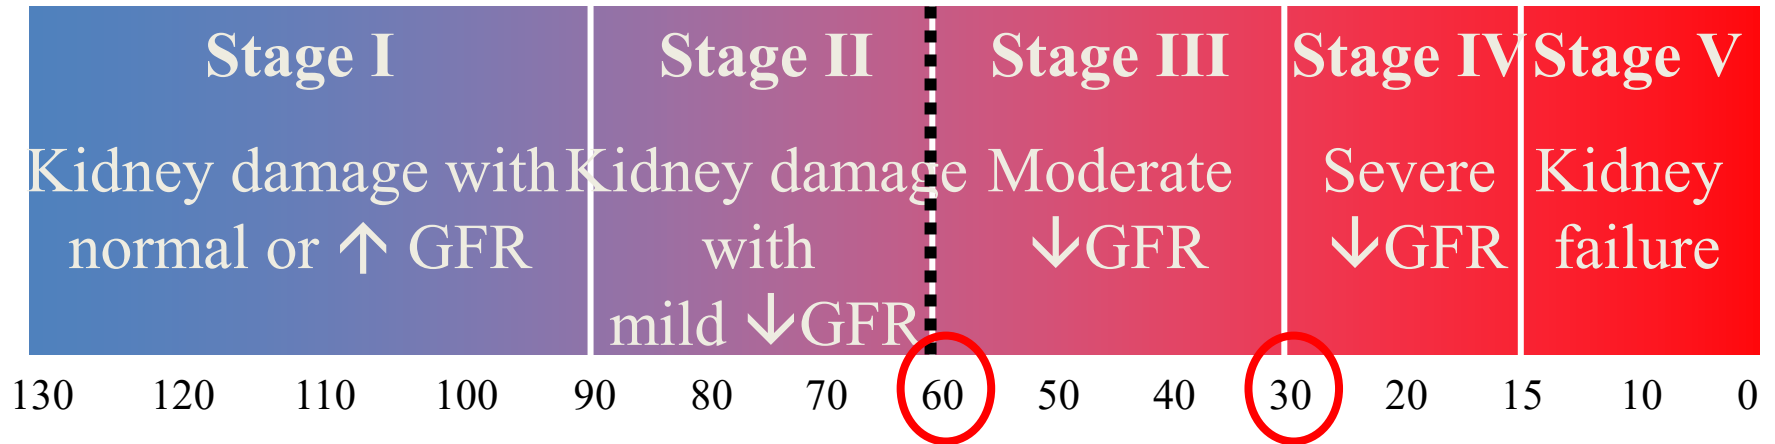 Stage I
Kidney damage with
normal or ↑ GFR
Stage II
Kidney damage
with
mild ↓GFR
Stage III
Moderate
↓GFR
Stage IV
Severe
↓GFR
Stage V
Kidney
failure
130 120 110 100 90 80 70 60 50 40 30 20 15 10 0